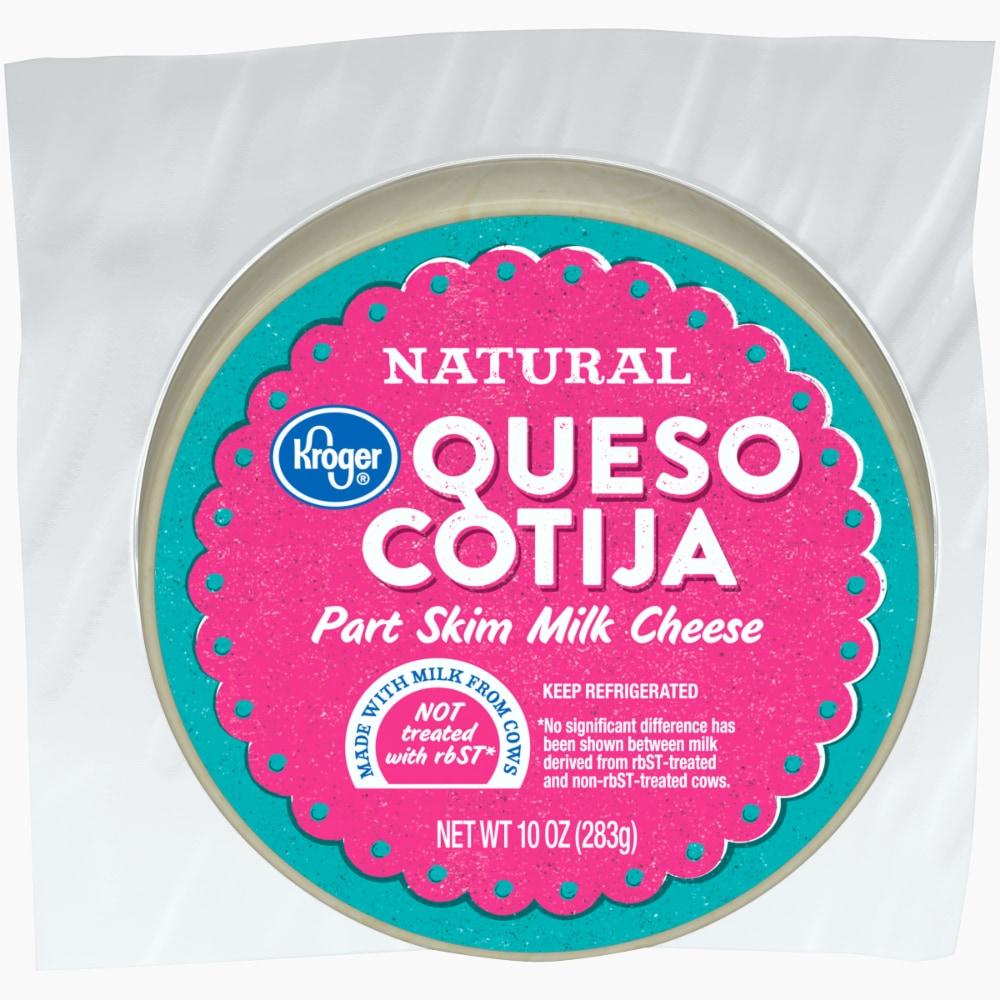 NATURAL
Kröger®
QUESO
COTIJA
Part Skim Milk Cheese
MADE WITH MILK FROM COWS
NOT
treated
with rbST*
KEEP REFRIGERATED
*No significant difference has
been shown between milk
derived from rbST-treated
and non-rbST-treated cows.
NET WT 10 OZ (283g)